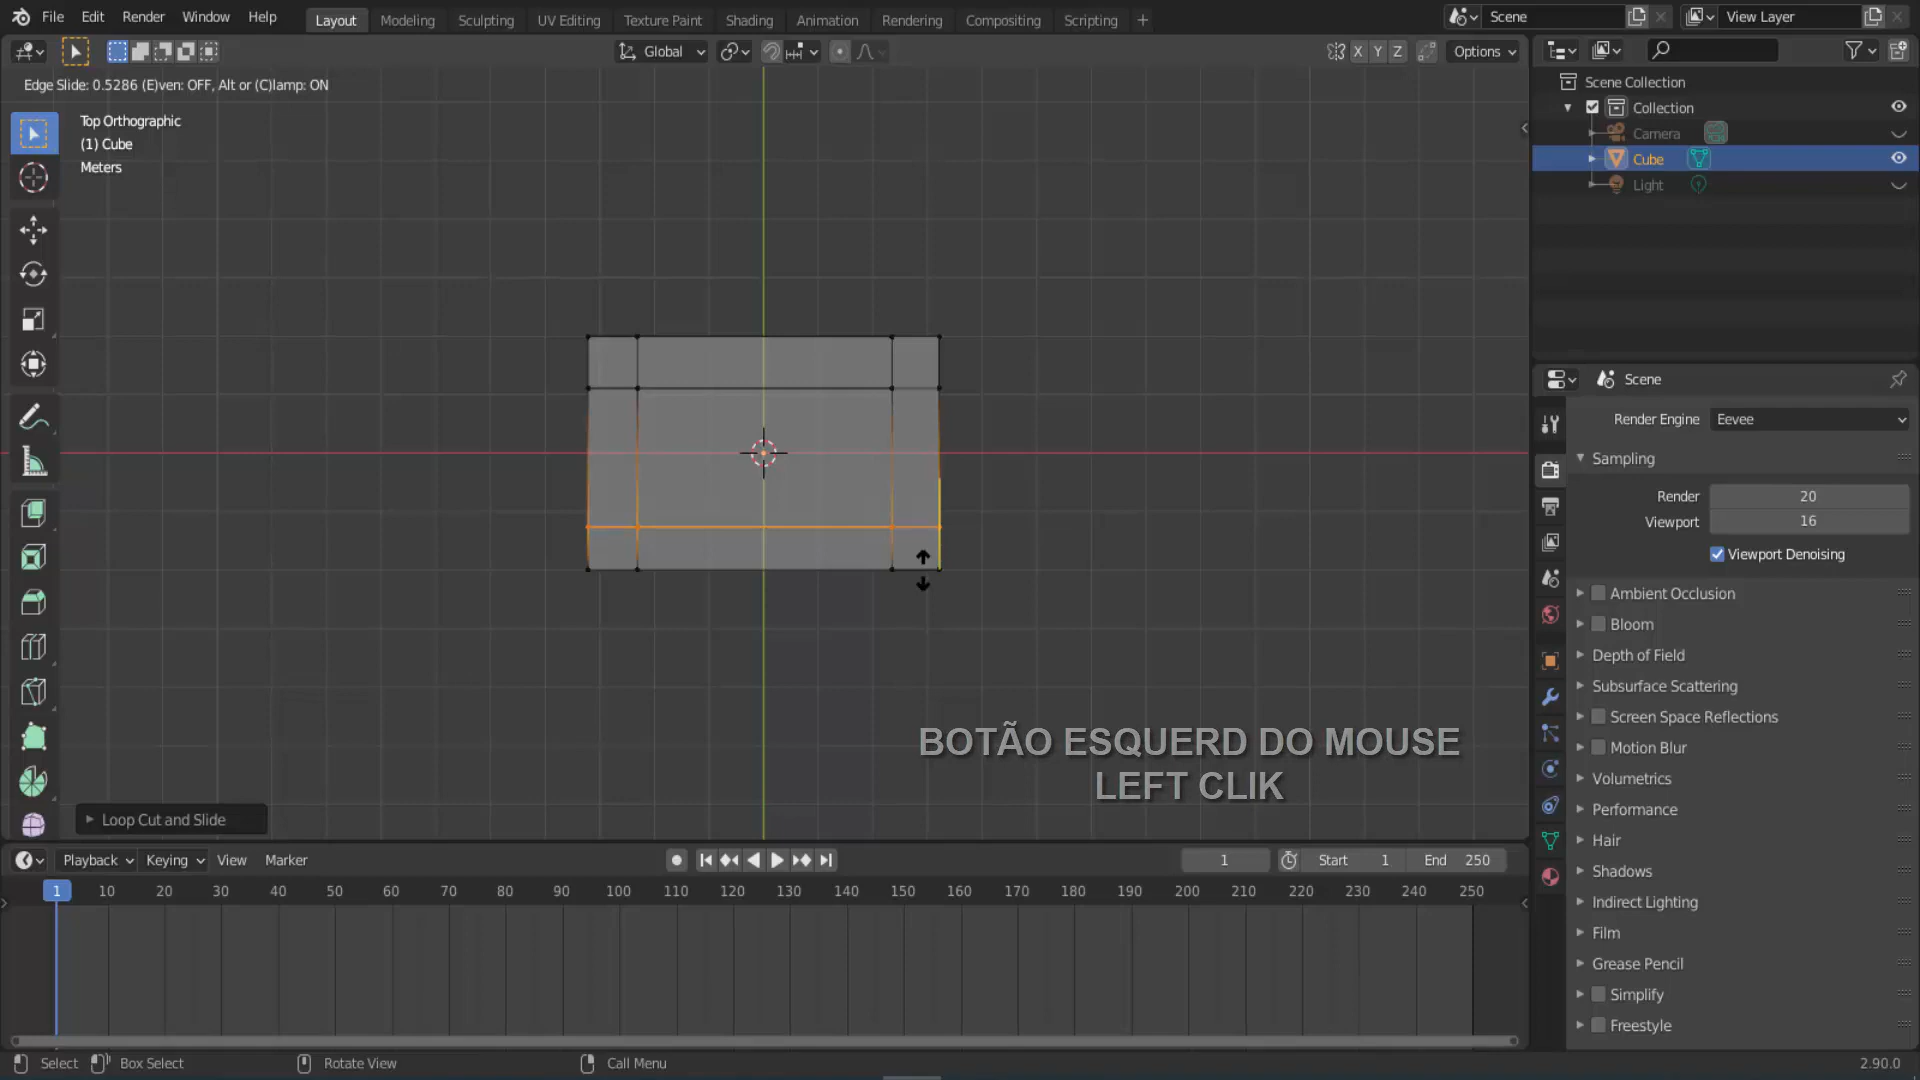 File Edit Render Window Help Layout Modeling Sculpting UV Editing Texture Paint Shading Animation Rendering Compositing Scripting + Scene View Layer
Global X Y Z Options
Edge Slide: 0.5286 (E)ven: OFF, Alt or (C)lamp: ON
Top Orthographic
(1) Cube
Meters
Scene Collection
Collection
Camera
Cube
Light
Scene
Render Engine Eevee
Sampling
Render 20
Viewport 16
Viewport Denoising
Ambient Occlusion
Bloom
Depth of Field
Subsurface Scattering
Screen Space Reflections
Motion Blur
Volumetrics
Performance
Hair
Shadows
Indirect Lighting
Film
Grease Pencil
Simplify
Freestyle
BOTÃO ESQUERD DO MOUSE
LEFT CLIK
Loop Cut and Slide
Playback Keying View Marker 1 Start 1 End 250
1 10 20 30 40 50 60 70 80 90 100 110 120 130 140 150 160 170 180 190 200 210 220 230 240 250
Select Box Select Rotate View Call Menu 2.90.0